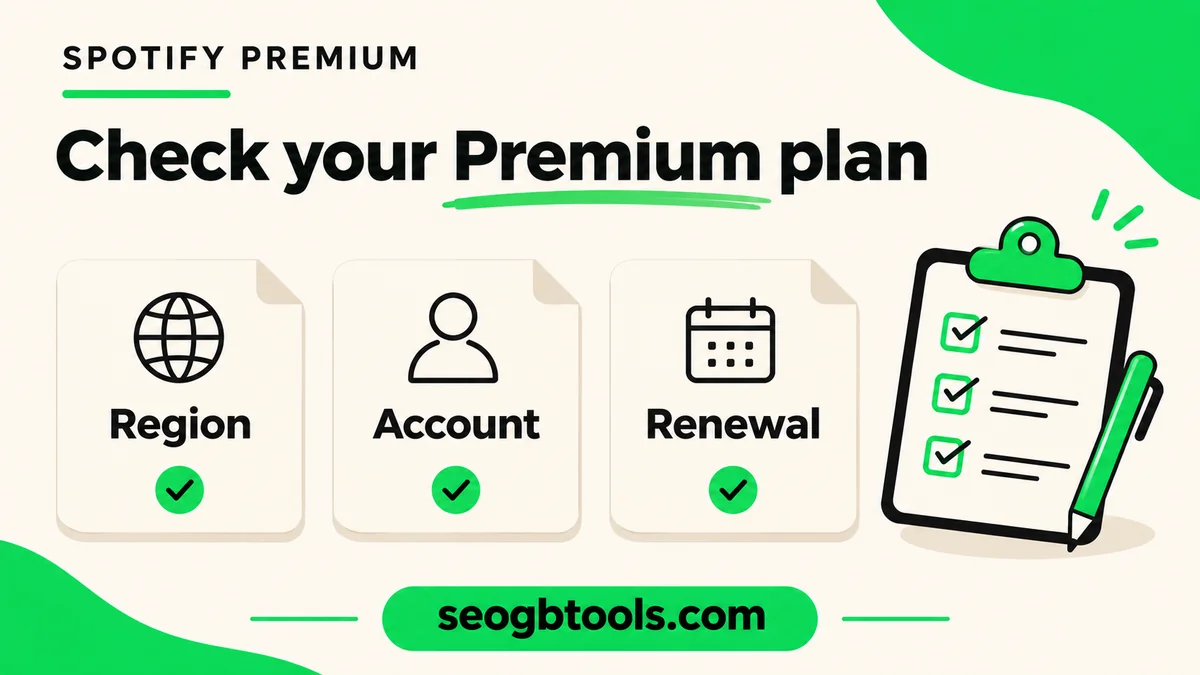 SPOTIFY PREMIUM
Check your Premium plan
Region
Account
Renewal
seogbtools.com